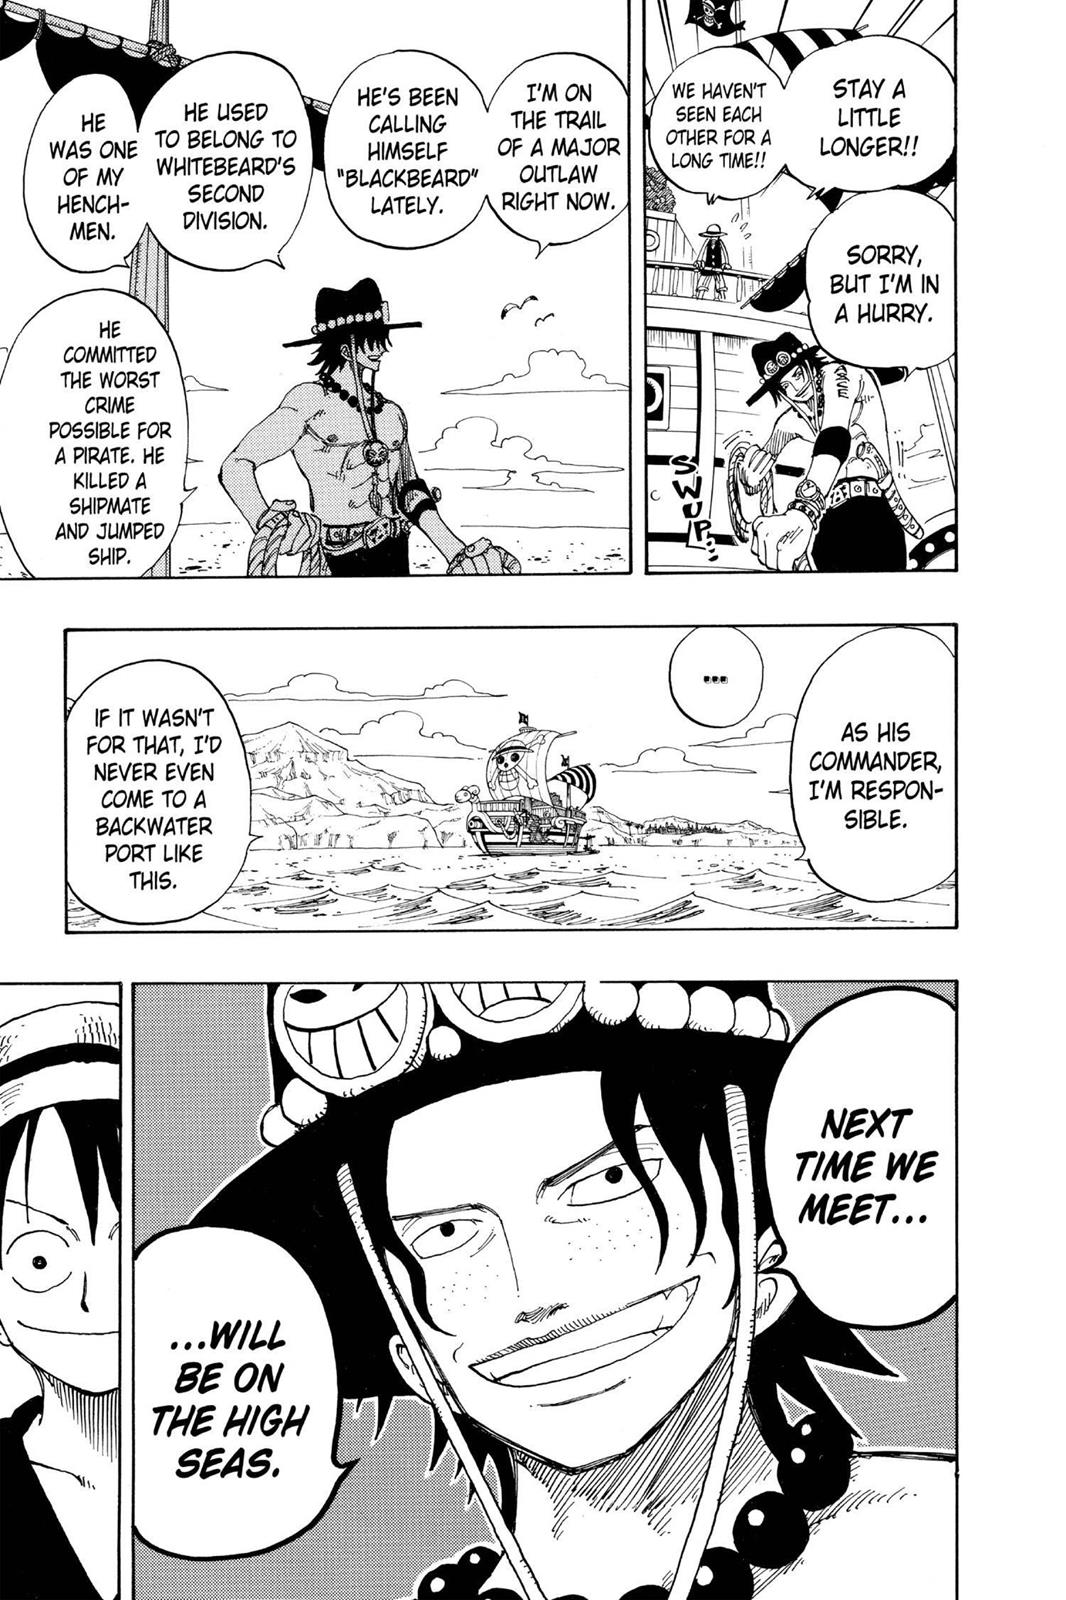 STAY A
LITTLE
LONGER!!
WE HAVEN'T
SEEN EACH
OTHER FOR A
LONG TIME!!
SORRY,
BUT I'M IN
A HURRY.
SWUP...
I'M ON
THE TRAIL
OF A MAJOR
OUTLAW
RIGHT NOW.
HE'S BEEN
CALLING
HIMSELF
"BLACKBEARD"
LATELY.
HE USED
TO BELONG TO
WHITEBEARD'S
SECOND
DIVISION.
HE
WAS ONE
OF MY
HENCH-
MEN.
HE
COMMITTED
THE WORST
CRIME
POSSIBLE FOR
A PIRATE. HE
KILLED A
SHIPMATE
AND JUMPED
SHIP.
AS HIS
COMMANDER,
I'M RESPON-
SIBLE.
...
IF IT WASN'T
FOR THAT, I'D
NEVER EVEN
COME TO A
BACKWATER
PORT LIKE
THIS.
NEXT
TIME WE
MEET...
...WILL
BE ON
THE HIGH
SEAS.